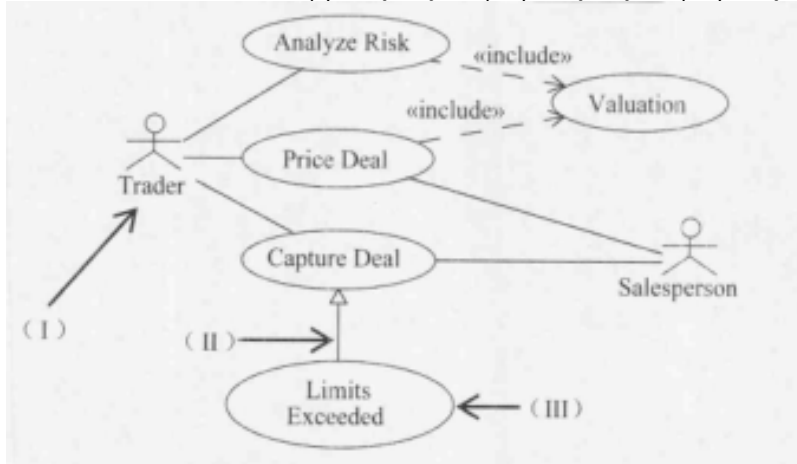 Analyze Risk
«include»
Valuation
«include»
Price Deal
Trader
Capture Deal
Salesperson
(I)
(II)
Limits
Exceeded
(III)